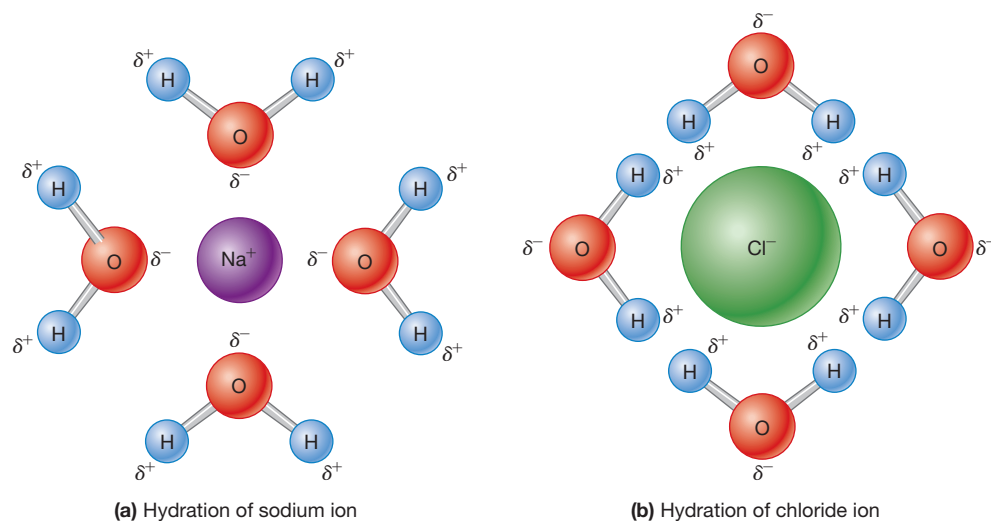 δ⁺ δ⁺
H H
O
δ⁻
δ⁺ H
O δ⁻
H δ⁺
Na⁺
H δ⁺
δ⁻ O
H δ⁺
δ⁻
O
H H
δ⁺ δ⁺
(a) Hydration of sodium ion
δ⁻
O
H H
δ⁺ δ⁺
H δ⁺
δ⁻ O
H δ⁺
Cl⁻
δ⁺ H
O δ⁻
δ⁺ H
δ⁺ δ⁺
H H
O
δ⁻
(b) Hydration of chloride ion